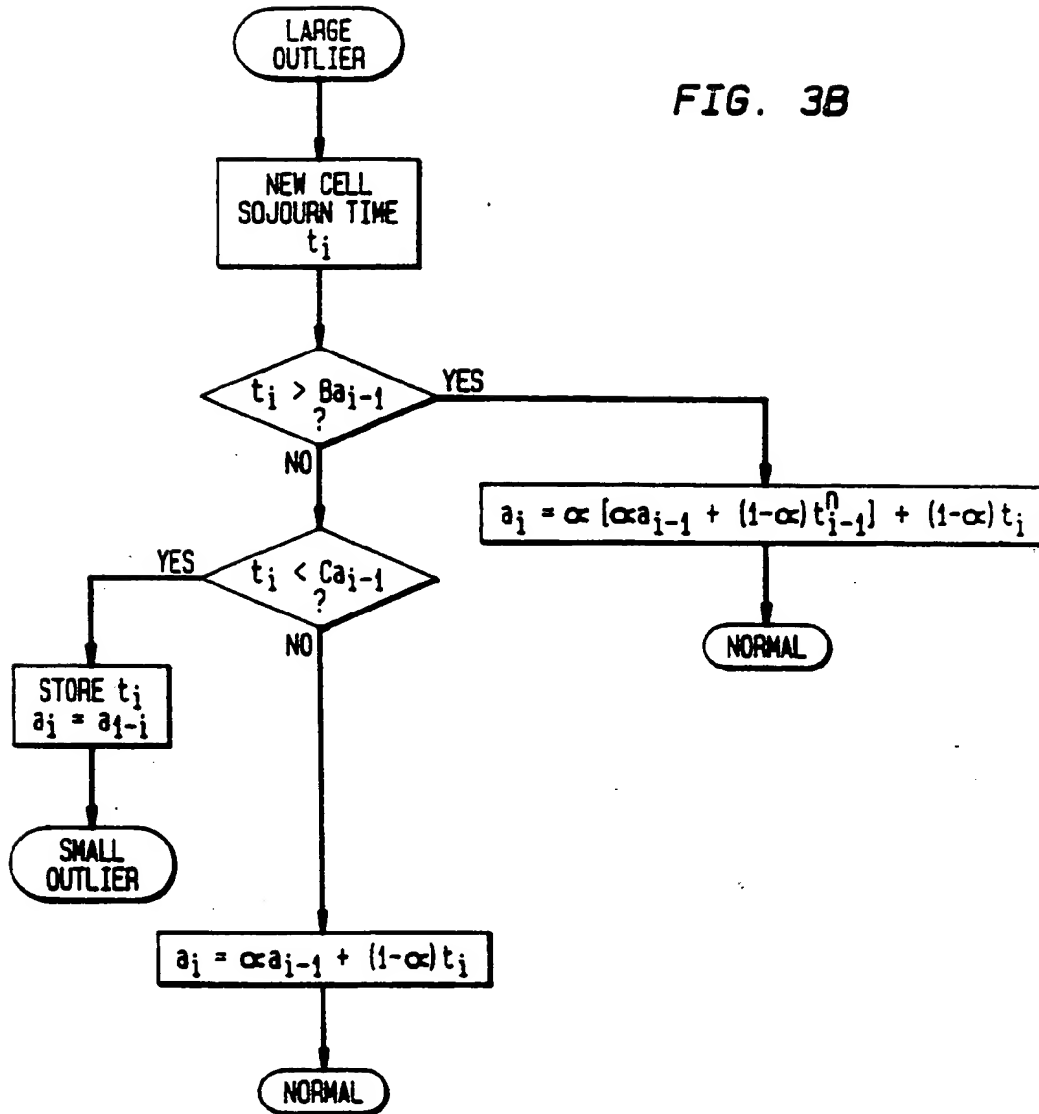 LARGE
OUTLIER
FIG. 3B
NEW CELL
SOJOURN TIME
tᵢ
tᵢ > Baᵢ₋₁
?
YES
NO
aᵢ = ∝ [∝aᵢ₋₁ + (1-∝) tⁿᵢ₋₁] + (1-∝) tᵢ
NORMAL
tᵢ < Caᵢ₋₁
?
YES
NO
STORE tᵢ
aᵢ = a₁₋ᵢ
SMALL
OUTLIER
aᵢ = ∝aᵢ₋₁ + (1-∝) tᵢ
NORMAL